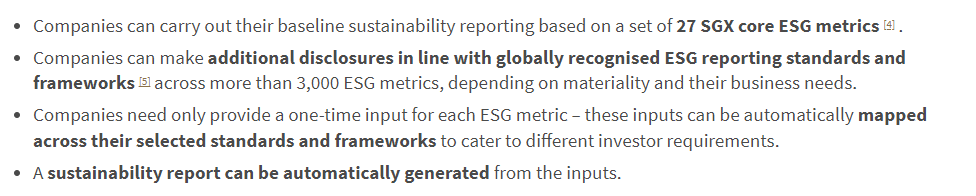 • Companies can carry out their baseline sustainability reporting based on a set of 27 SGX core ESG metrics [4] .
• Companies can make additional disclosures in line with globally recognised ESG reporting standards and
frameworks [5] across more than 3,000 ESG metrics, depending on materiality and their business needs.
• Companies need only provide a one-time input for each ESG metric – these inputs can be automatically mapped
across their selected standards and frameworks to cater to different investor requirements.
• A sustainability report can be automatically generated from the inputs.